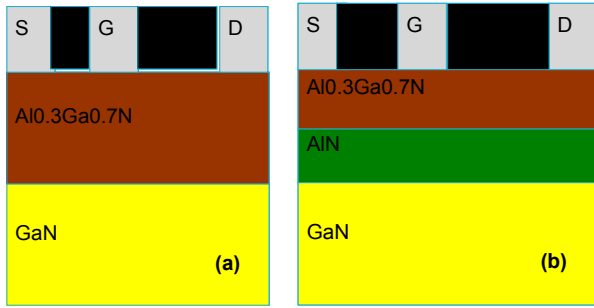 S G D
Al0.3Ga0.7N
GaN
(a)
S G D
Al0.3Ga0.7N
AlN
GaN
(b)